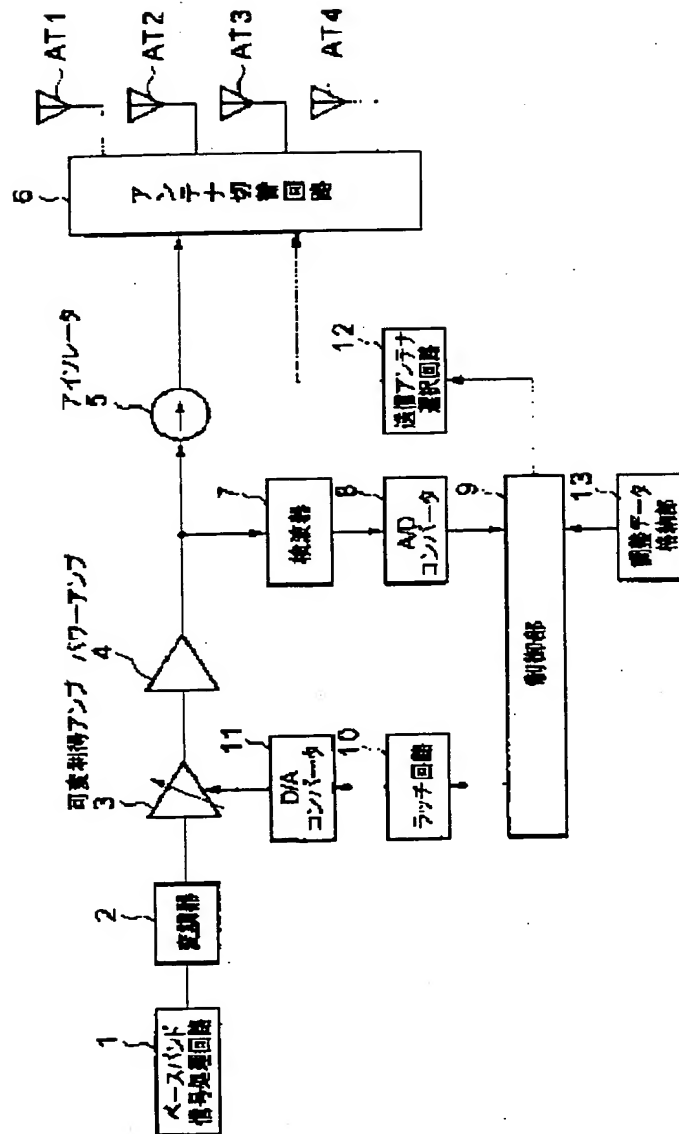 AT1
AT2
AT3
AT4
6
アンテナ切替回路
アイソレータ
5
12
送信アンテナ
選択回路
7
検波器
8
A/D
コンバータ
9
制御部
13
調整データ
格納部
パワーアンプ
4
可変利得アンプ
3
11
D/A
コンバータ
10
ラッチ回路
2
変調器
1
ベースバンド
信号処理回路